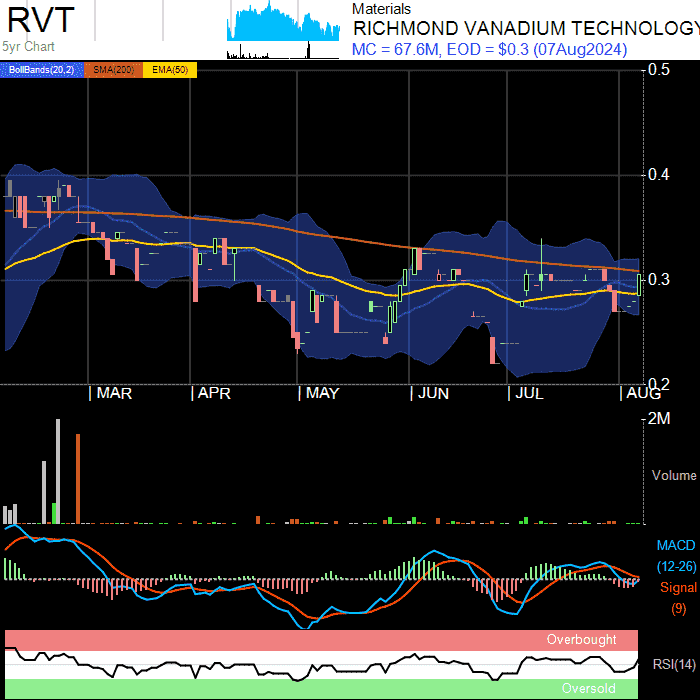 RVT
5yr Chart
Materials
RICHMOND VANADIUM TECHNOLOGY
MC = 67.6M, EOD = $0.3 (07Aug2024)
BollBands(20,2) SMA(200) EMA(50)
0.5
0.4
0.3
0.2
MAR APR MAY JUN JUL AUG
2M
Volume
MACD
(12-26)
Signal
(9)
Overbought
RSI(14)
Oversold